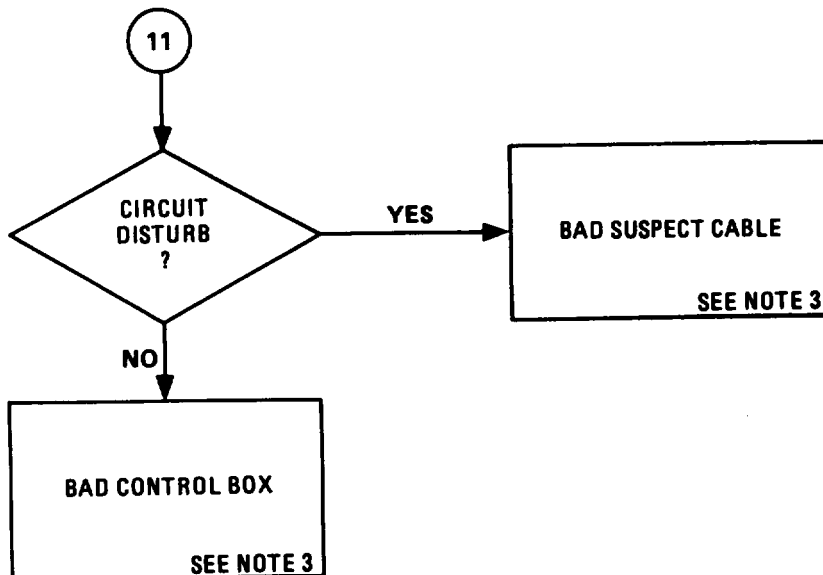 11
CIRCUIT
DISTURB
?
YES
BAD SUSPECT CABLE
SEE NOTE 3
NO
BAD CONTROL BOX
SEE NOTE 3